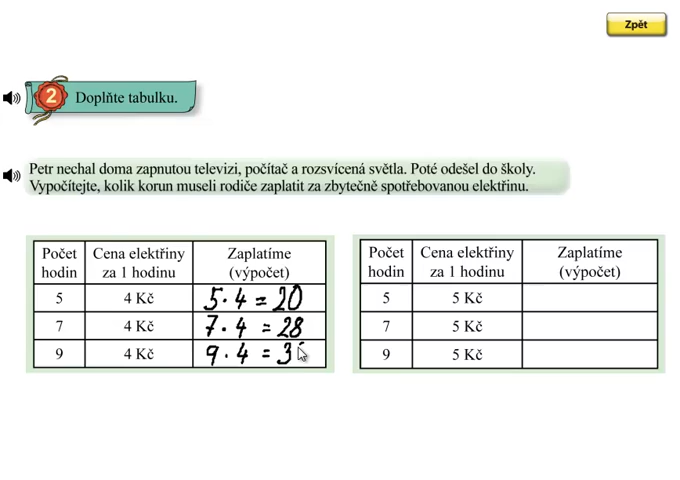 Zpět
2 Doplňte tabulku.
Petr nechal doma zapnutou televizi, počítač a rozsvícená světla. Poté odešel do školy.
Vypočítejte, kolik korun museli rodiče zaplatit za zbytečně spotřebovanou elektřinu.
Počet hodin Cena elektřiny za 1 hodinu Zaplatíme (výpočet)
5 4 Kč 5 · 4 = 20
7 4 Kč 7 · 4 = 28
9 4 Kč 9 · 4 = 3
Počet hodin Cena elektřiny za 1 hodinu Zaplatíme (výpočet)
5 5 Kč
7 5 Kč
9 5 Kč